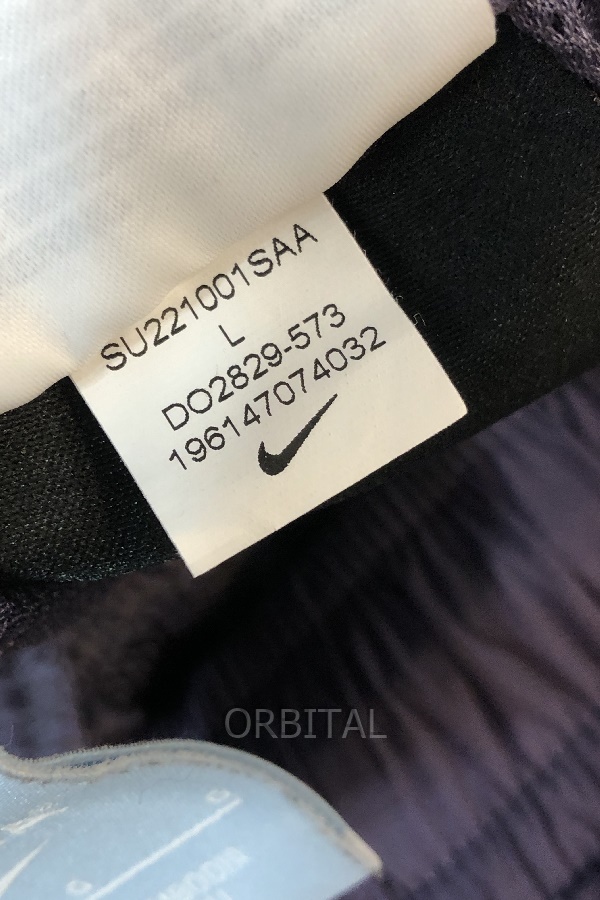 SU221001SAA
L
DO2829-573
196147074032
ORBITAL